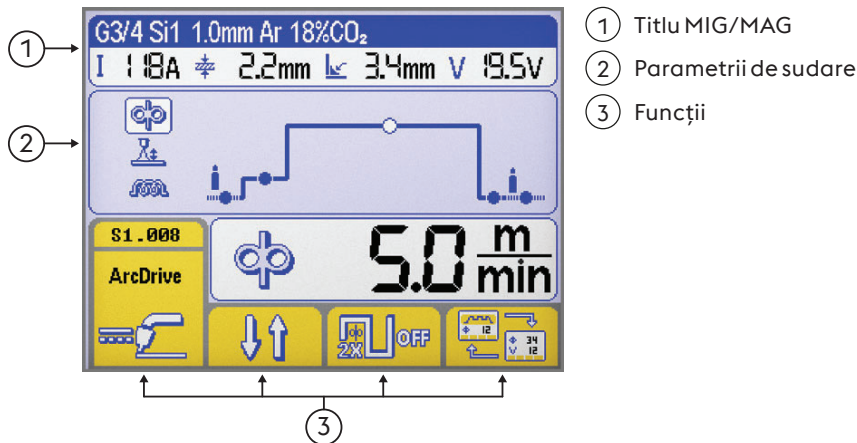 G3/4 Si1 1.0mm Ar 18%CO₂
I 118A 2.2mm 3.4mm V 19.5V
S1.008
ArcDrive
5.0 m/min
2X OFF
12
Φ 34
V 12
1 Titlu MIG/MAG
2 Parametrii de sudare
3 Funcții
1
2
3